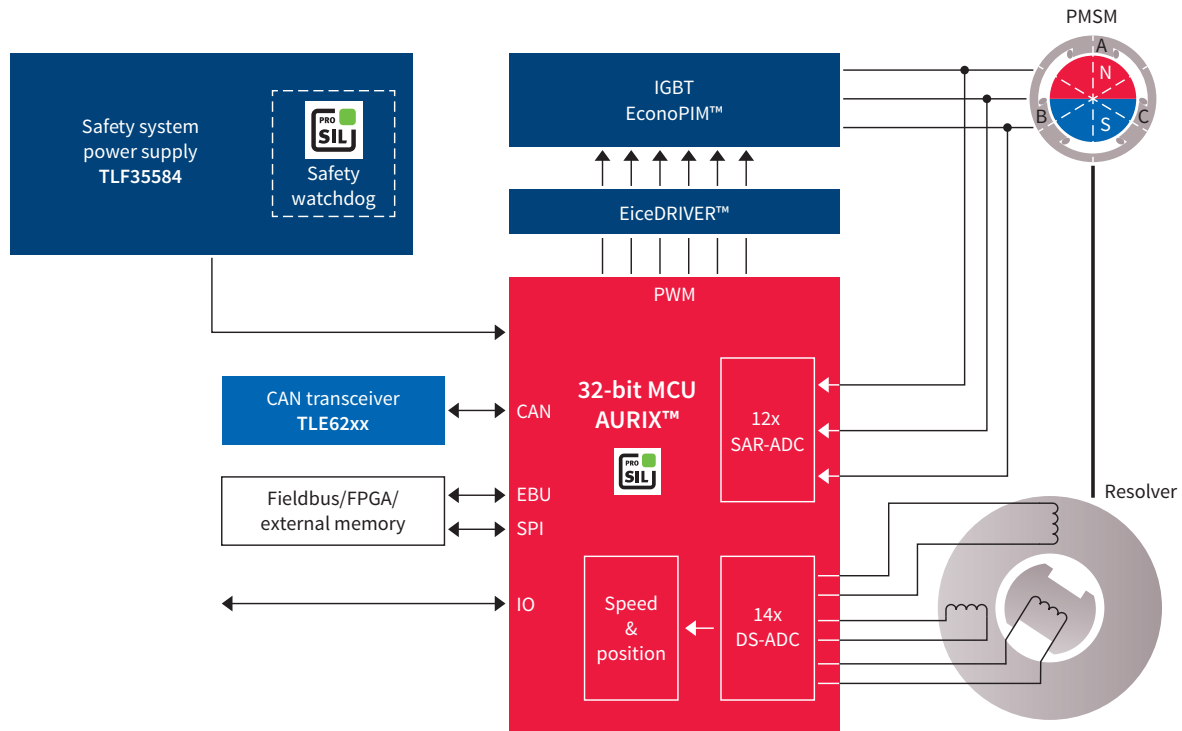 PMSM
A
N
B
S
C
Safety system
power supply
TLF35584
PRO
SIL
Safety
watchdog
IGBT
EconoPIM™
EiceDRIVER™
PWM
32-bit MCU
AURIX™
PRO
SIL
12x
SAR-ADC
CAN transceiver
TLE62xx
CAN
Fieldbus/FPGA/
external memory
EBU
SPI
IO
Speed
&
position
14x
DS-ADC
Resolver